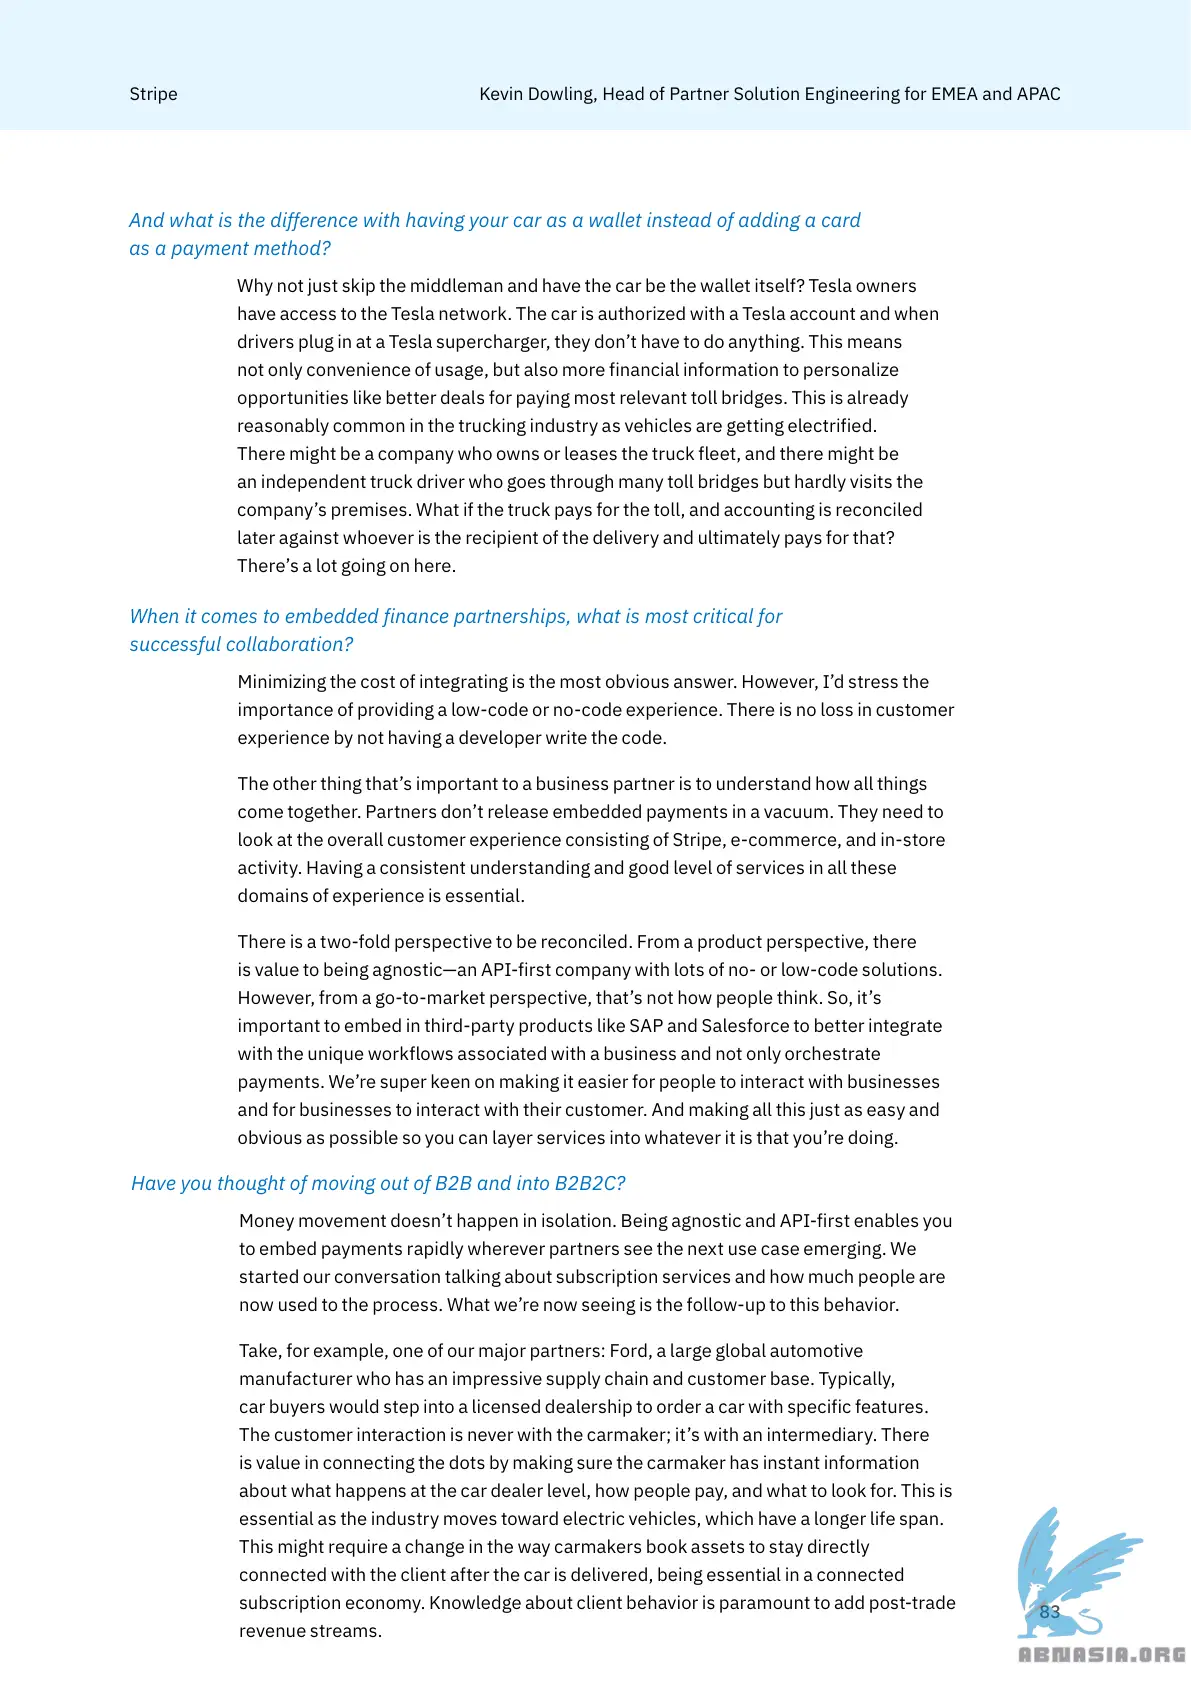 Stripe
Kevin Dowling, Head of Partner Solution Engineering for EMEA and APAC
And what is the difference with having your car as a wallet instead of adding a card
as a payment method?
Why not just skip the middleman and have the car be the wallet itself? Tesla owners
have access to the Tesla network. The car is authorized with a Tesla account and when
drivers plug in at a Tesla supercharger, they don’t have to do anything. This means
not only convenience of usage, but also more financial information to personalize
opportunities like better deals for paying most relevant toll bridges. This is already
reasonably common in the trucking industry as vehicles are getting electrified.
There might be a company who owns or leases the truck fleet, and there might be
an independent truck driver who goes through many toll bridges but hardly visits the
company’s premises. What if the truck pays for the toll, and accounting is reconciled
later against whoever is the recipient of the delivery and ultimately pays for that?
There’s a lot going on here.
When it comes to embedded finance partnerships, what is most critical for
successful collaboration?
Minimizing the cost of integrating is the most obvious answer. However, I’d stress the
importance of providing a low-code or no-code experience. There is no loss in customer
experience by not having a developer write the code.
The other thing that’s important to a business partner is to understand how all things
come together. Partners don’t release embedded payments in a vacuum. They need to
look at the overall customer experience consisting of Stripe, e-commerce, and in-store
activity. Having a consistent understanding and good level of services in all these
domains of experience is essential.
There is a two-fold perspective to be reconciled. From a product perspective, there
is value to being agnostic—an API-first company with lots of no- or low-code solutions.
However, from a go-to-market perspective, that’s not how people think. So, it’s
important to embed in third-party products like SAP and Salesforce to better integrate
with the unique workflows associated with a business and not only orchestrate
payments. We’re super keen on making it easier for people to interact with businesses
and for businesses to interact with their customer. And making all this just as easy and
obvious as possible so you can layer services into whatever it is that you’re doing.
Have you thought of moving out of B2B and into B2B2C?
Money movement doesn’t happen in isolation. Being agnostic and API-first enables you
to embed payments rapidly wherever partners see the next use case emerging. We
started our conversation talking about subscription services and how much people are
now used to the process. What we’re now seeing is the follow-up to this behavior.
Take, for example, one of our major partners: Ford, a large global automotive
manufacturer who has an impressive supply chain and customer base. Typically,
car buyers would step into a licensed dealership to order a car with specific features.
The customer interaction is never with the carmaker; it’s with an intermediary. There
is value in connecting the dots by making sure the carmaker has instant information
about what happens at the car dealer level, how people pay, and what to look for. This is
essential as the industry moves toward electric vehicles, which have a longer life span.
This might require a change in the way carmakers book assets to stay directly
connected with the client after the car is delivered, being essential in a connected
subscription economy. Knowledge about client behavior is paramount to add post-trade
revenue streams.
83
ABNASIA.ORG